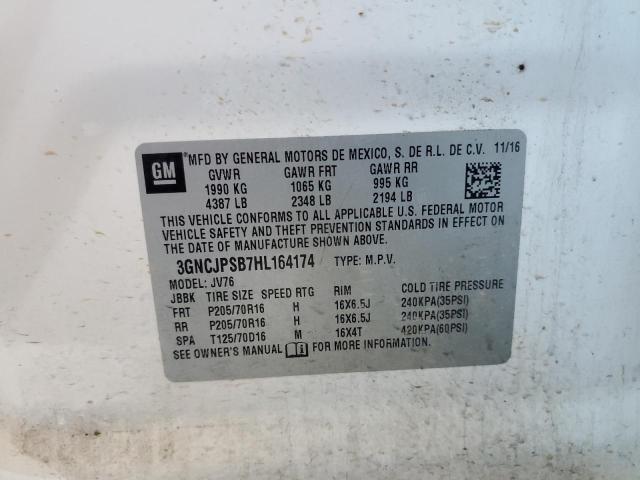 GM
MFD BY GENERAL MOTORS DE MEXICO, S. DE R.L. DE C.V. 11/16
GVWR GAWR FRT GAWR RR
1990 KG 1065 KG 995 KG
4387 LB 2348 LB 2194 LB
THIS VEHICLE CONFORMS TO ALL APPLICABLE U.S. FEDERAL MOTOR
VEHICLE SAFETY AND THEFT PREVENTION STANDARDS IN EFFECT ON
THE DATE OF MANUFACTURE SHOWN ABOVE.
3GNCJPSB7HL164174 TYPE: M.P.V.
MODEL: JV76
JBBK TIRE SIZE SPEED RTG RIM COLD TIRE PRESSURE
FRT P205/70R16 H 16X6.5J 240KPA(35PSI)
RR P205/70R16 H 16X6.5J 240KPA(35PSI)
SPA T125/70D16 M 16X4T 420KPA(60PSI)
SEE OWNER'S MANUAL FOR MORE INFORMATION.